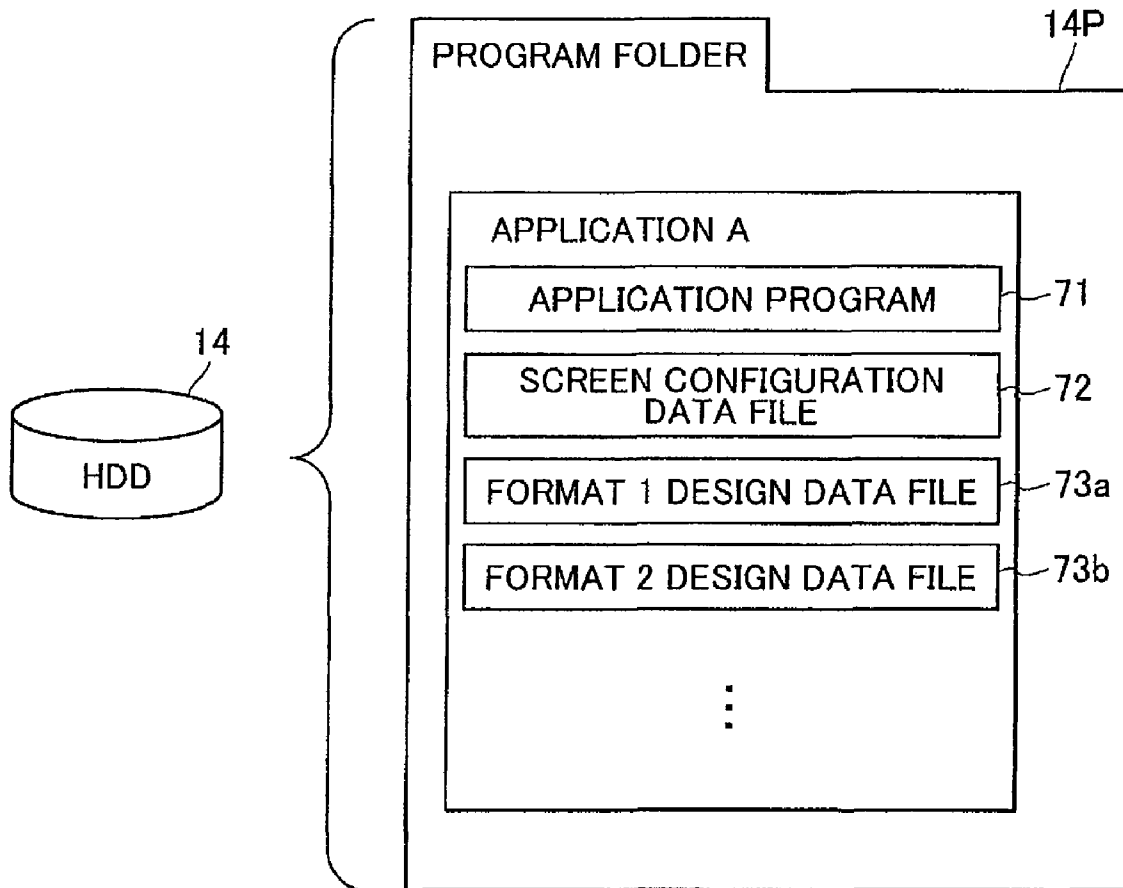 14P
PROGRAM FOLDER
APPLICATION A
APPLICATION PROGRAM
71
SCREEN CONFIGURATION
DATA FILE
72
14
HDD
FORMAT 1 DESIGN DATA FILE
73a
FORMAT 2 DESIGN DATA FILE
73b